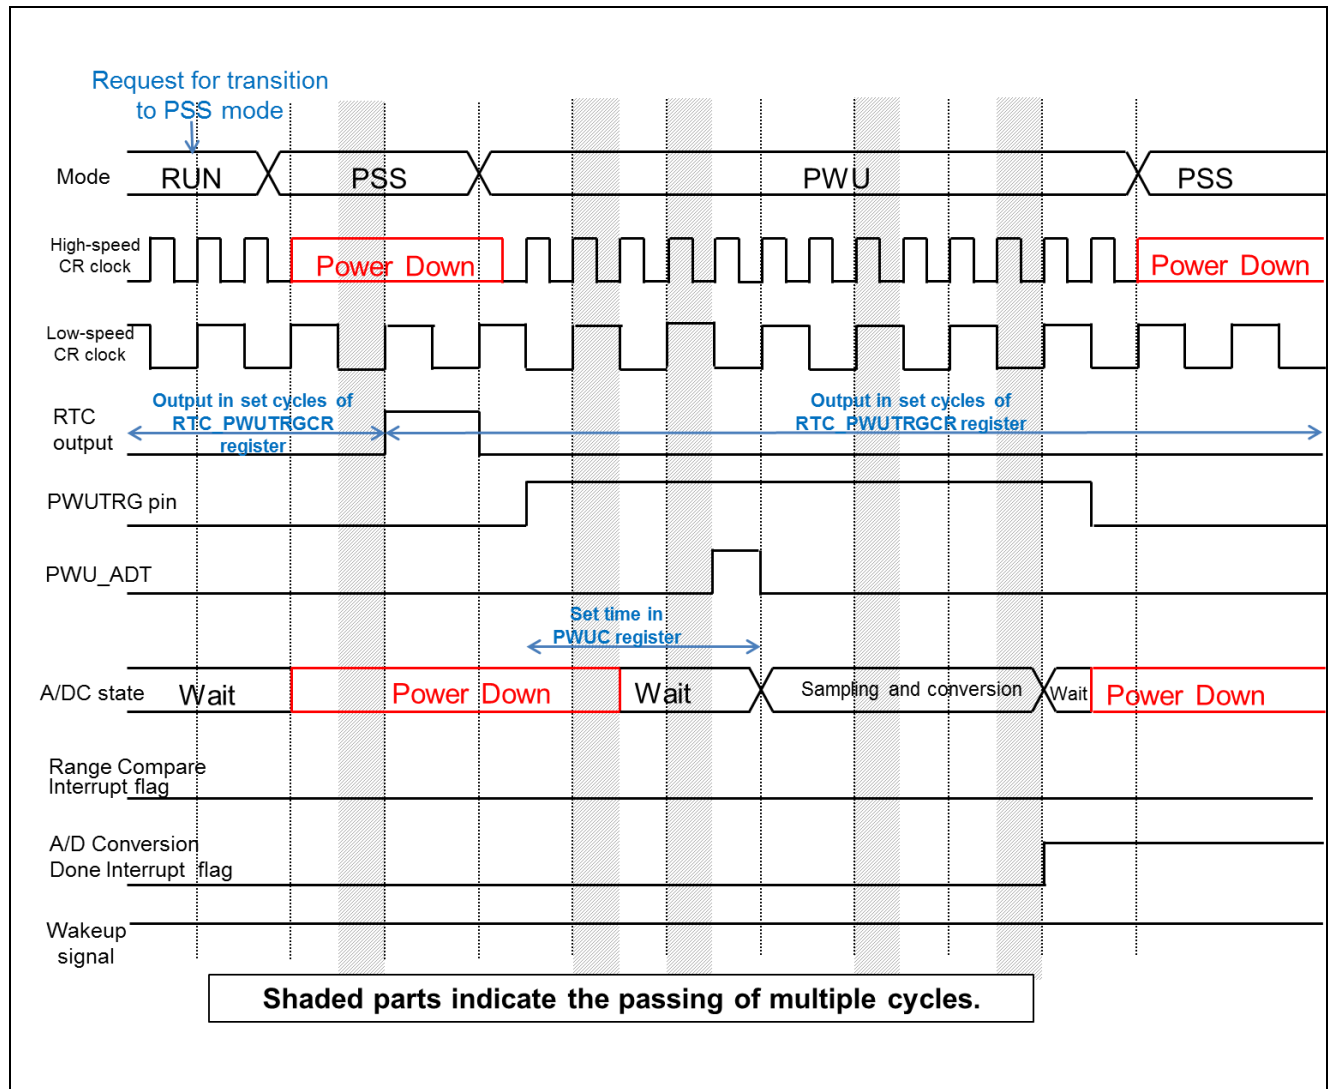 Request for transition
to PSS mode
Mode
RUN
PSS
PWU
PSS
High-speed
CR clock
Power Down
Power Down
Low-speed
CR clock
RTC
output
Output in set cycles of
RTC_PWUTRGCR
register
Output in set cycles of
RTC_PWUTRGCR register
PWUTRG pin
PWU_ADT
Set time in
PWUC register
A/DC state
Wait
Power Down
Wait
Sampling and conversion
Wait
Power Down
Range Compare
Interrupt flag
A/D Conversion
Done Interrupt flag
Wakeup
signal
Shaded parts indicate the passing of multiple cycles.